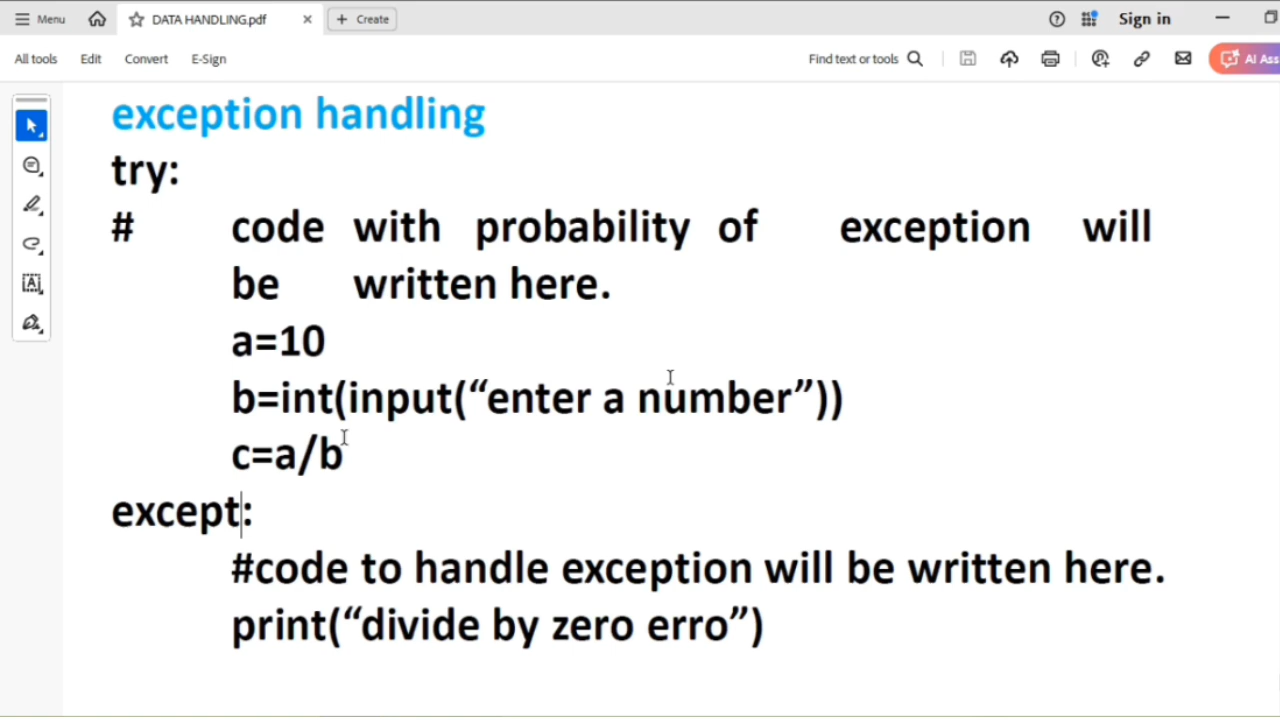 Menu DATA HANDLING.pdf × + Create Sign in
All tools Edit Convert E-Sign Find text or tools AI Ass
exception handling
try:
# code with probability of exception will
be written here.
a=10
b=int(input(“enter a number”))
c=a/b
except:
#code to handle exception will be written here.
print(“divide by zero erro”)